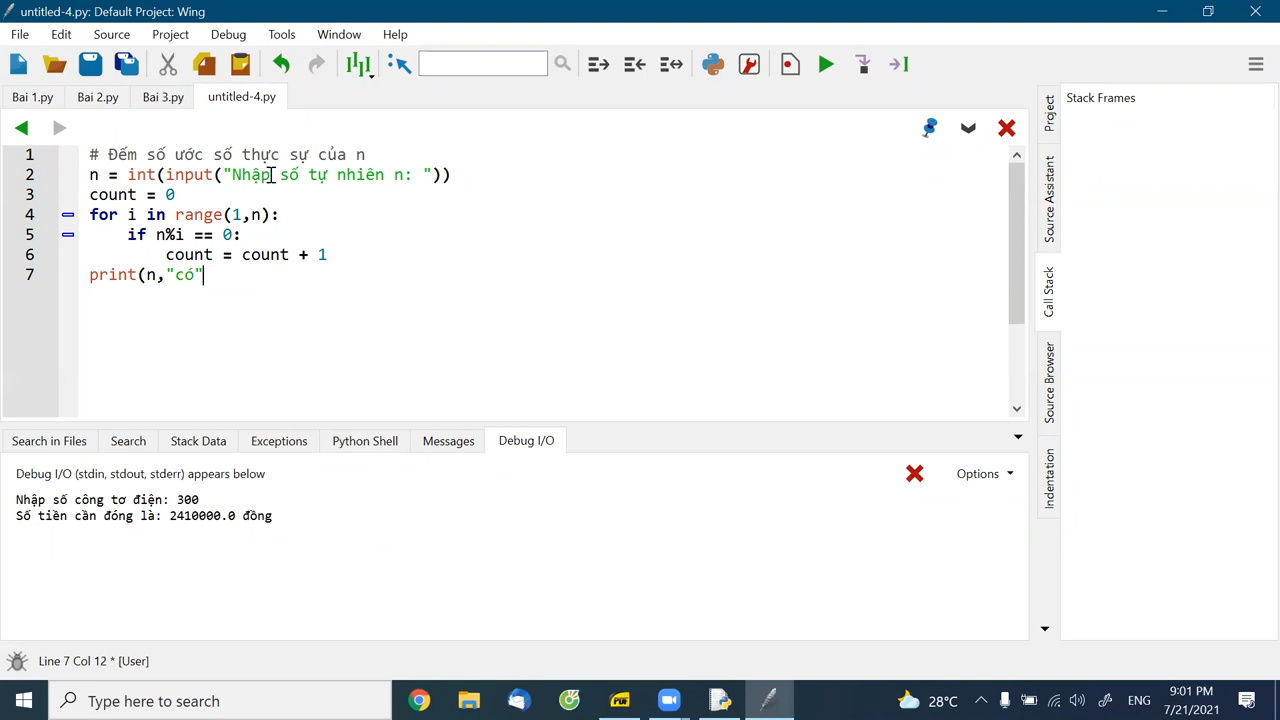 untitled-4.py: Default Project: Wing
File Edit Source Project Debug Tools Window Help
Bai 1.py Bai 2.py Bai 3.py untitled-4.py
Stack Frames
1 # Đếm số ước số thực sự của n
2 n = int(input("Nhập số tự nhiên n: "))
3 count = 0
4 for i in range(1,n):
5 if n%i == 0:
6 count = count + 1
7 print(n,"có"
Project
Source Assistant
Call Stack
Source Browser
Indentation
Search in Files Search Stack Data Exceptions Python Shell Messages Debug I/O
Debug I/O (stdin, stdout, stderr) appears below Options
Nhập số công tơ điện: 300
Số tiền cần đóng là: 2410000.0 đồng
Line 7 Col 12 * [User]
Type here to search
PDF
28°C
ENG
9:01 PM
7/21/2021